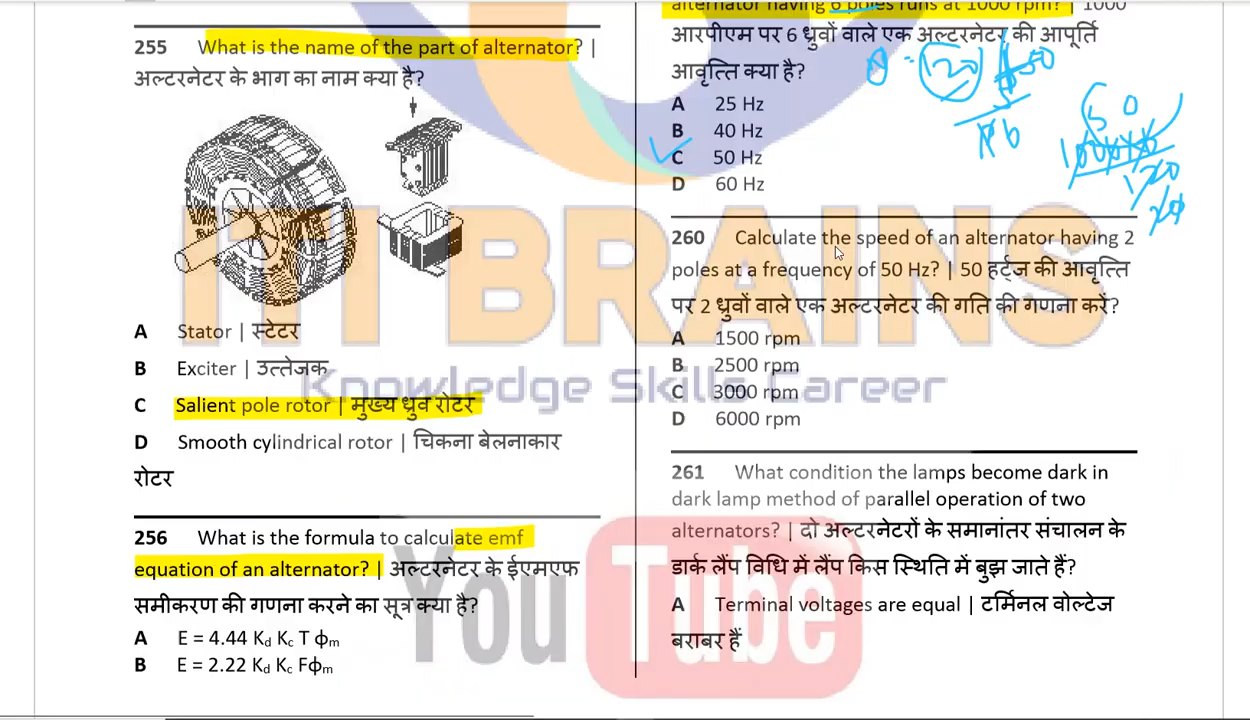 255 What is the name of the part of alternator? |
अल्टरनेटर के भाग का नाम क्या है?
A Stator | स्टेटर
B Exciter | उत्तेजक
C Salient pole rotor | मुख्य ध्रुव रोटर
D Smooth cylindrical rotor | चिकना बेलनाकार
रोटर
256 What is the formula to calculate emf
equation of an alternator? | अल्टरनेटर के ईएमएफ
समीकरण की गणना करने का सूत्र क्या है?
A E = 4.44 Kd Kc T ϕm
B E = 2.22 Kd Kc Fϕm
alternator having 6 poles runs at 1000 rpm? | 1000
आरपीएम पर 6 ध्रुवों वाले एक अल्टरनेटर की आपूर्ति
आवृत्ति क्या है?
A 25 Hz
B 40 Hz
C 50 Hz
D 60 Hz
260 Calculate the speed of an alternator having 2
poles at a frequency of 50 Hz? | 50 हर्ट्ज की आवृत्ति
पर 2 ध्रुवों वाले एक अल्टरनेटर की गति की गणना करें?
A 1500 rpm
B 2500 rpm
C 3000 rpm
D 6000 rpm
261 What condition the lamps become dark in
dark lamp method of parallel operation of two
alternators? | दो अल्टरनेटरों के समानांतर संचालन के
डार्क लैंप विधि में लैंप किस स्थिति में बुझ जाते हैं?
A Terminal voltages are equal | टर्मिनल वोल्टेज
बराबर हैं
ITI BRAINS
Knowledge Skills Career
YouTube